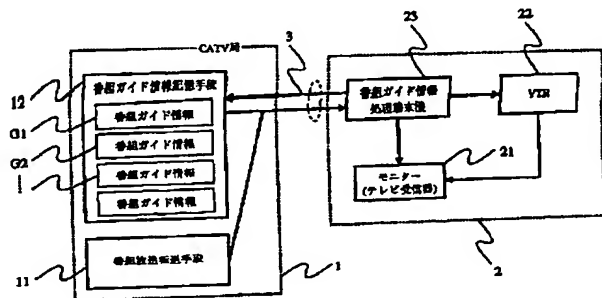 CATV局
3
23
22
12
番組ガイド情報記憶手段
G1
番組ガイド情報
G2
番組ガイド情報
番組ガイド情報
番組ガイド情報
番組ガイド情報
処理端末機
VTR
21
モニター
(テレビ受信器)
11
番組放送伝送手段
1
2